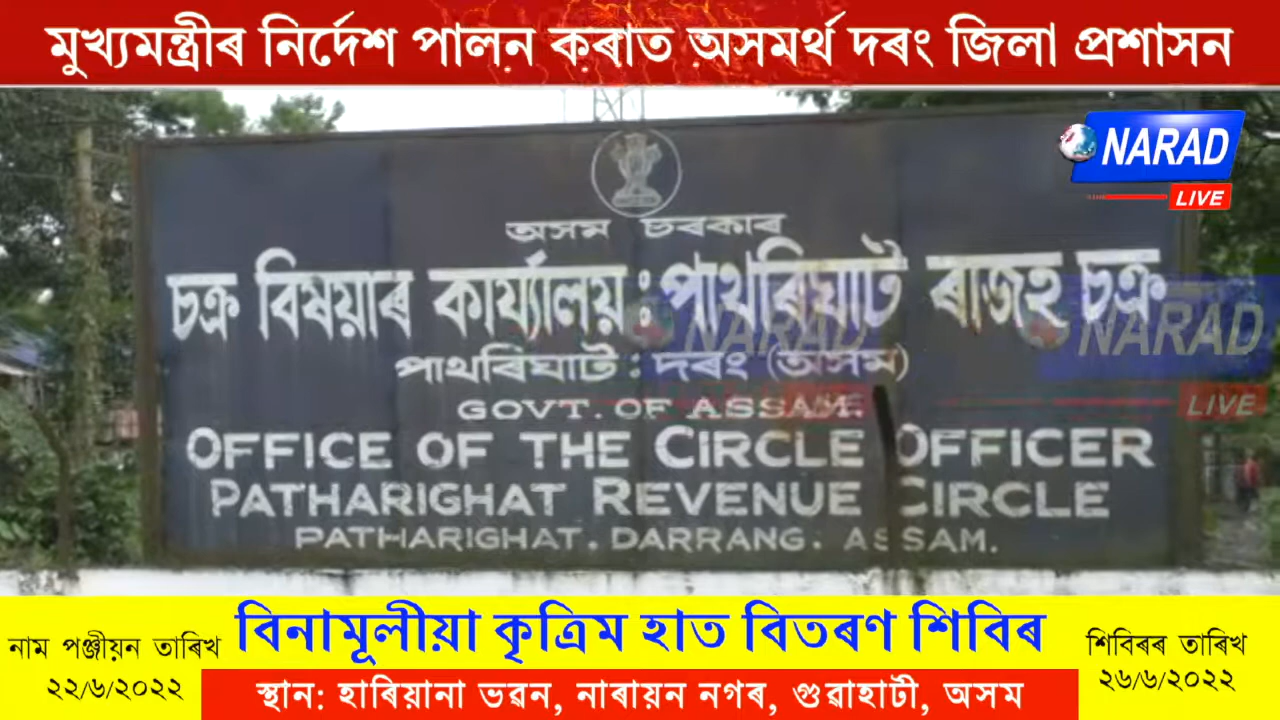 মুখ্যমন্ত্ৰীৰ নিৰ্দেশ পালন কৰাত অসমৰ্থ দৰং জিলা প্ৰশাসন
NARAD
LIVE
অসম চৰকাৰ
চক্ৰ বিষয়াৰ কাৰ্য্যালয় : পাথৰিঘাট ৰাজহ চক্ৰ
NARAD
NARAD
পাথৰিঘাট : দৰং (অসম)
LIVE
GOVT. OF ASSAM.
OFFICE OF THE CIRCLE OFFICER
PATHARIGHAT REVENUE CIRCLE
PATHARIGHAT. DARRANG. ASSAM.
বিনামূলীয়া কৃত্ৰিম হাত বিতৰণ শিবিৰ
নাম পঞ্জীয়ন তাৰিখ
২২/৬/২০২২
শিবিৰৰ তাৰিখ
২৬/৬/২০২২
স্থান: হাৰিয়ানা ভৱন, নাৰায়ন নগৰ, গুৱাহাটী, অসম